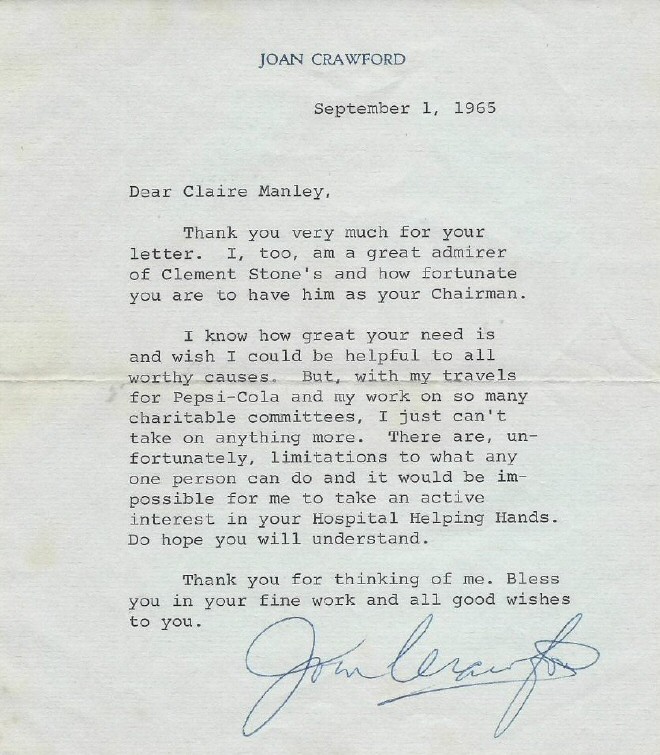 JOAN CRAWFORD
September 1, 1965
Dear Claire Manley,
Thank you very much for your
letter. I, too, am a great admirer
of Clement Stone's and how fortunate
you are to have him as your Chairman.
I know how great your need is
and wish I could be helpful to all
worthy causes. But, with my travels
for Pepsi-Cola and my work on so many
charitable committees, I just can't
take on anything more. There are, un-
fortunately, limitations to what any
one person can do and it would be im-
possible for me to take an active
interest in your Hospital Helping Hands.
Do hope you will understand.
Thank you for thinking of me. Bless
you in your fine work and all good wishes
to you.
Joan Crawford